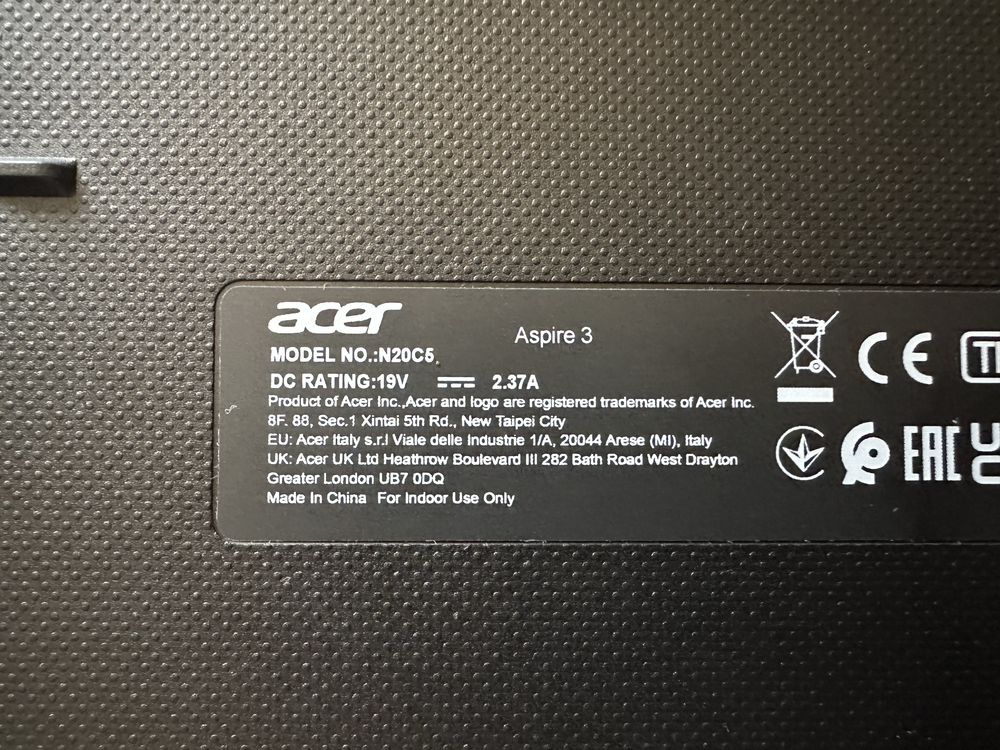 acer
Aspire 3
MODEL NO.:N20C5
DC RATING:19V 2.37A
Product of Acer Inc.,Acer and logo are registered trademarks of Acer Inc.
8F. 88, Sec.1 Xintai 5th Rd., New Taipei City
EU: Acer Italy s.r.l Viale delle Industrie 1/A, 20044 Arese (MI), Italy
UK: Acer UK Ltd Heathrow Boulevard III 282 Bath Road West Drayton
Greater London UB7 0DQ
Made In China For Indoor Use Only
CE
EAC